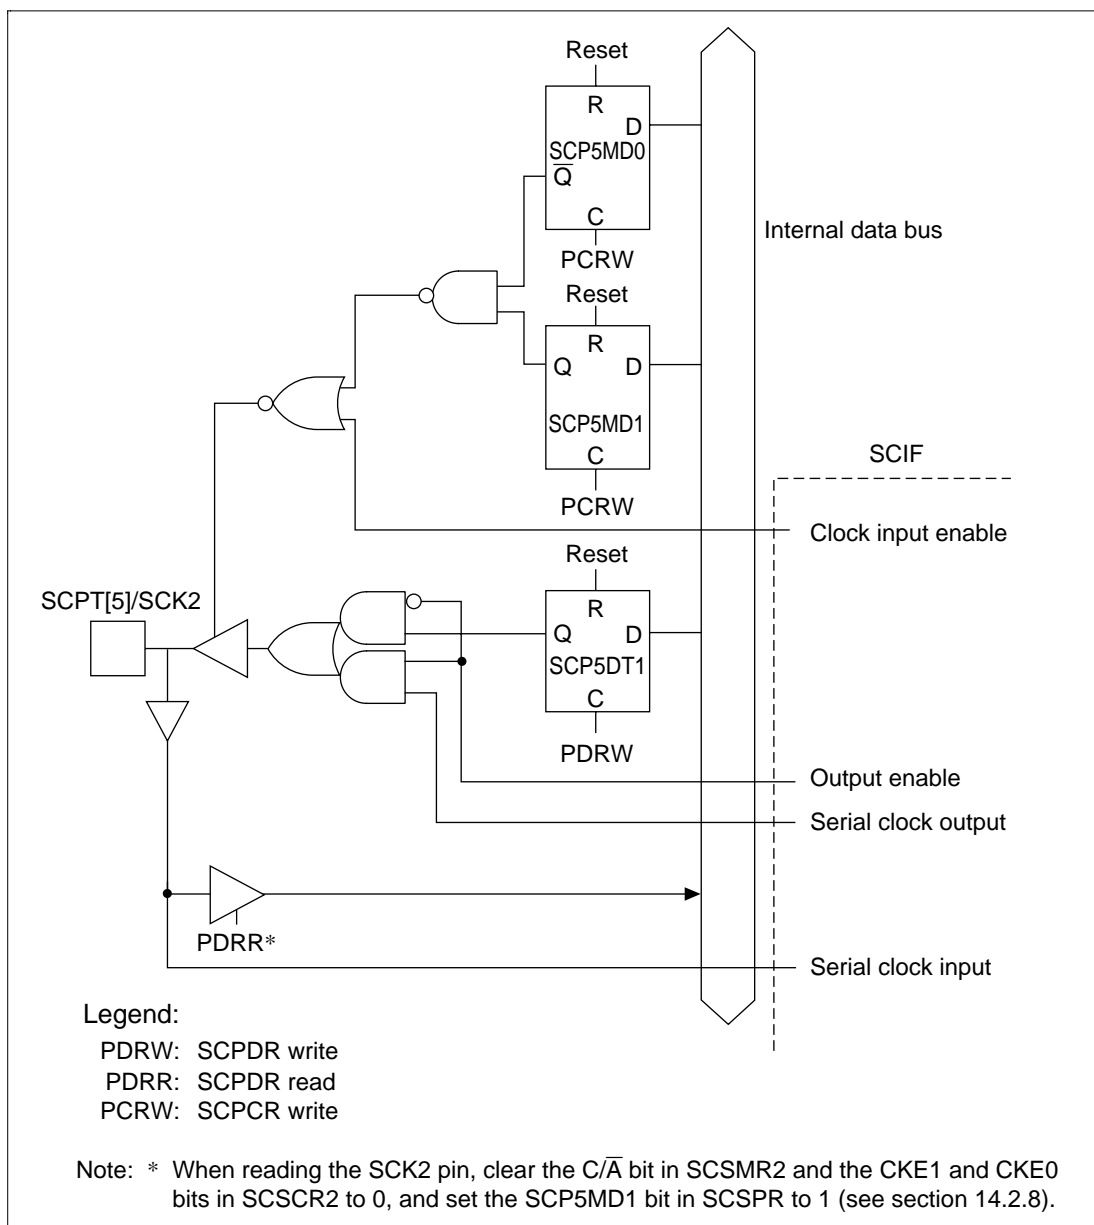 Reset
R
D
SCP5MD0
Q̅
C
PCRW
Internal data bus
Reset
R
Q D
SCP5MD1
C
PCRW
SCIF
Clock input enable
Reset
SCPT[5]/SCK2
R
Q D
SCP5DT1
C
PDRW
Output enable
Serial clock output
PDRR*
Serial clock input
Legend:
PDRW: SCPDR write
PDRR: SCPDR read
PCRW: SCPCR write
Note: * When reading the SCK2 pin, clear the C/A̅ bit in SCSMR2 and the CKE1 and CKE0
bits in SCSCR2 to 0, and set the SCP5MD1 bit in SCSPR to 1 (see section 14.2.8).